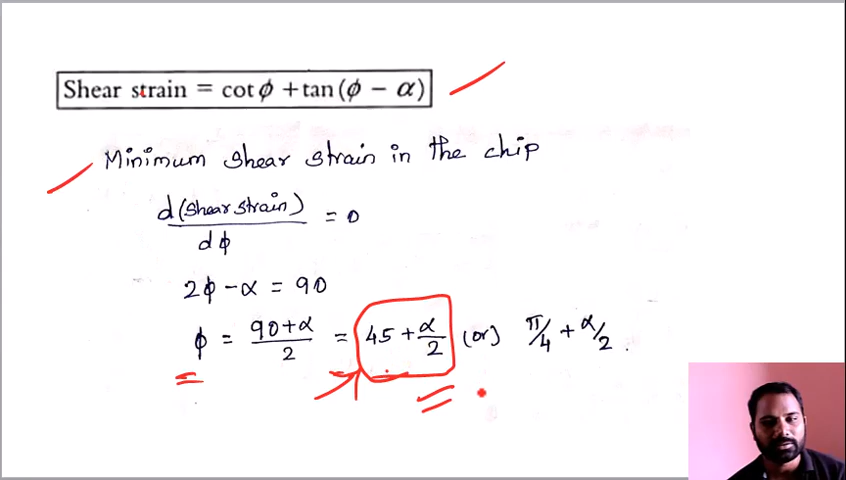 Shear strain = cot ϕ + tan (ϕ − α)
Minimum shear strain in the chip
d(shear strain)/dϕ = 0
2ϕ - α = 90
ϕ = 90+α/2 = 45 + α/2 (or) π/4 + α/2.